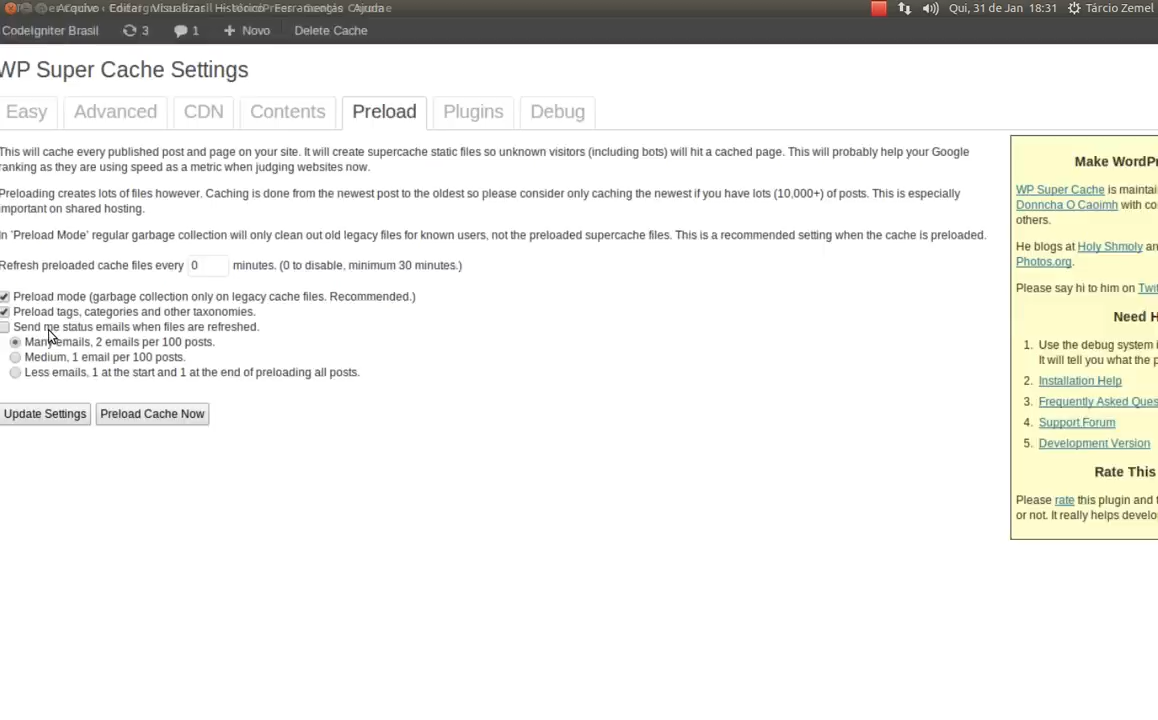 Arquivo Editar Visualizar Histórico Ferramentas Ajuda
Qui, 31 de Jan 18:31 Tárcio Zemel
CodeIgniter Brasil 3 1 + Novo Delete Cache
WP Super Cache Settings
Easy Advanced CDN Contents Preload Plugins Debug
This will cache every published post and page on your site. It will create supercache static files so unknown visitors (including bots) will hit a cached page. This will probably help your Google
ranking as they are using speed as a metric when judging websites now.
Preloading creates lots of files however. Caching is done from the newest post to the oldest so please consider only caching the newest if you have lots (10,000+) of posts. This is especially
important on shared hosting.
In 'Preload Mode' regular garbage collection will only clean out old legacy files for known users, not the preloaded supercache files. This is a recommended setting when the cache is preloaded.
Refresh preloaded cache files every 0 minutes. (0 to disable, minimum 30 minutes.)
Preload mode (garbage collection only on legacy cache files. Recommended.)
Preload tags, categories and other taxonomies.
Send me status emails when files are refreshed.
Many emails, 2 emails per 100 posts.
Medium, 1 email per 100 posts.
Less emails, 1 at the start and 1 at the end of preloading all posts.
Update Settings Preload Cache Now
Make WordPr
WP Super Cache is maintai
Donncha O Caoimh with co
others.
He blogs at Holy Shmoly an
Photos.org.
Please say hi to him on Twit
Need H
1. Use the debug system i
It will tell you what the p
2. Installation Help
3. Frequently Asked Ques
4. Support Forum
5. Development Version
Rate This
Please rate this plugin and t
or not. It really helps develo